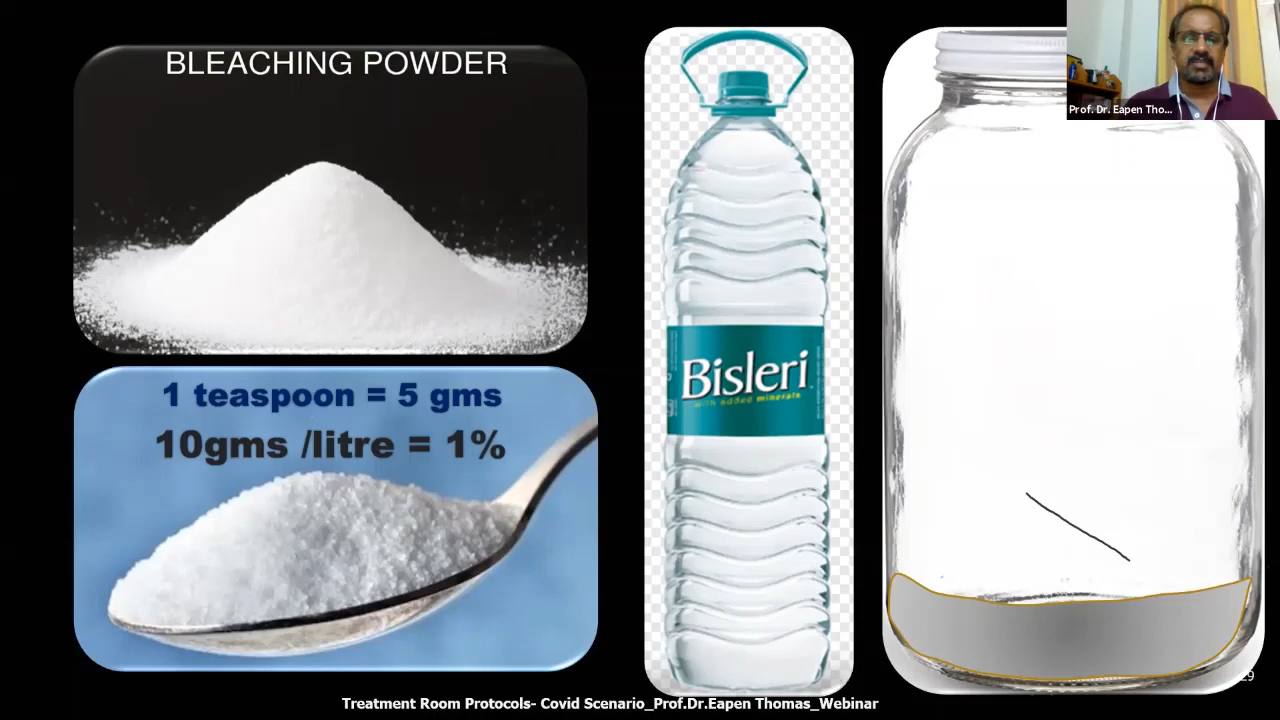 BLEACHING POWDER
1 teaspoon = 5 gms
10gms /litre = 1%
Bisleri
with added minerals
Prof. Dr. Eapen Tho...
29
Treatment Room Protocols- Covid Scenario_Prof.Dr.Eapen Thomas_Webinar